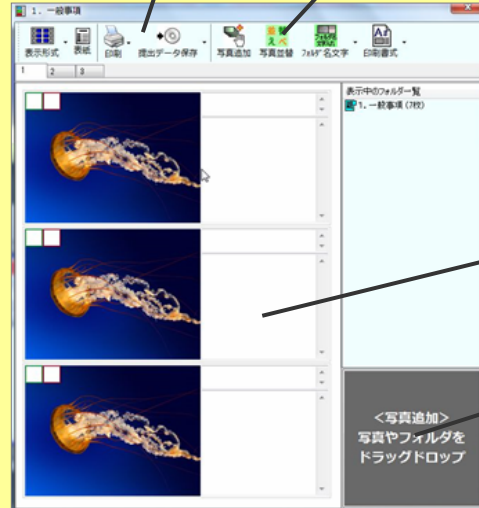 1. 一般事項
表示形式 表紙 印刷 提出データ保存 写真追加 写真並替 フォルダ名文字 印刷書式
1 2 3
表示中のフォルダ一覧
1. 一般事項 (7枚)
<写真追加>
写真やフォルダを
ドラッグドロップ